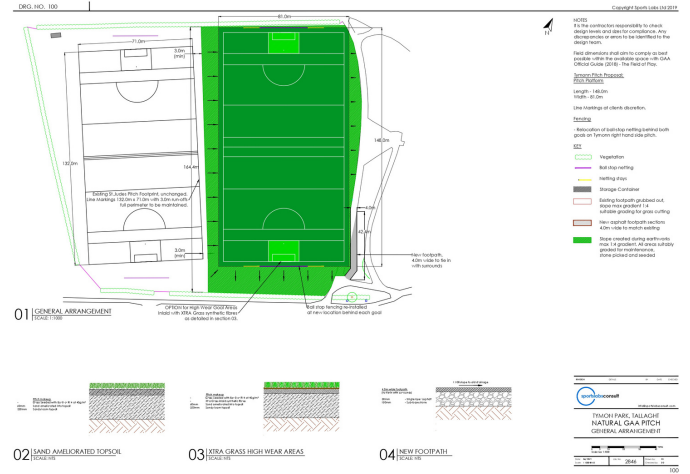 DRG. NO. 100
Copyright Sports Labs Ltd 2019
81.0m
71.0m
3.0m
(min)
N
132.0m
164.4m
148.0m
Existing St.Judes Pitch Footprint, unchanged.
Line Markings 132.0m x 71.0m with 3.0m run-offs
full perimeter to be maintained.
4.0m
42.4m
3.0m
(min)
New footpath,
4.0m wide to tie in
with surrounds
OPTION for High Wear Goal Areas
inlaid with XTRA Grass synthetic fibres
as detailed in section 03.
Ball stop fencing re-installed
at new location behind each goal
01 GENERAL ARRANGEMENT
SCALE: 1:1000
NOTES
It is the contractors responsibility to check
design levels and sizes for compliance. Any
discrepancies or errors to be identified to the
design team.
Field dimensions shall aim to comply as best
possible within the available space with GAA
Official Guide (2018) - The Field of Play.
Tymonn Pitch Proposal:
Pitch Platform
Length - 148.0m
Width - 81.0m
Line Markings at clients discretion.
Fencing
- Relocation of ball-stop netting behind both
goals on Tymonn right hand side pitch.
KEY
Vegetation
Ball stop netting
Netting stays
Storage Container
Existing footpath grubbed out,
slope max gradient 1:4
suitable grading for grass cutting
New asphalt footpath sections
4.0m wide to match existing
Slope created during earthworks
max 1:4 gradient. All areas suitably
graded for maintenance,
stone picked and seeded
02 SAND AMELIORATED TOPSOIL
SCALE: NTS
03 XTRA GRASS HIGH WEAR AREAS
SCALE: NTS
04 NEW FOOTPATH
SCALE: NTS
sportslabsconsult
TYMON PARK, TALLAGHT
NATURAL GAA PITCH
GENERAL ARRANGEMENT
2846
100